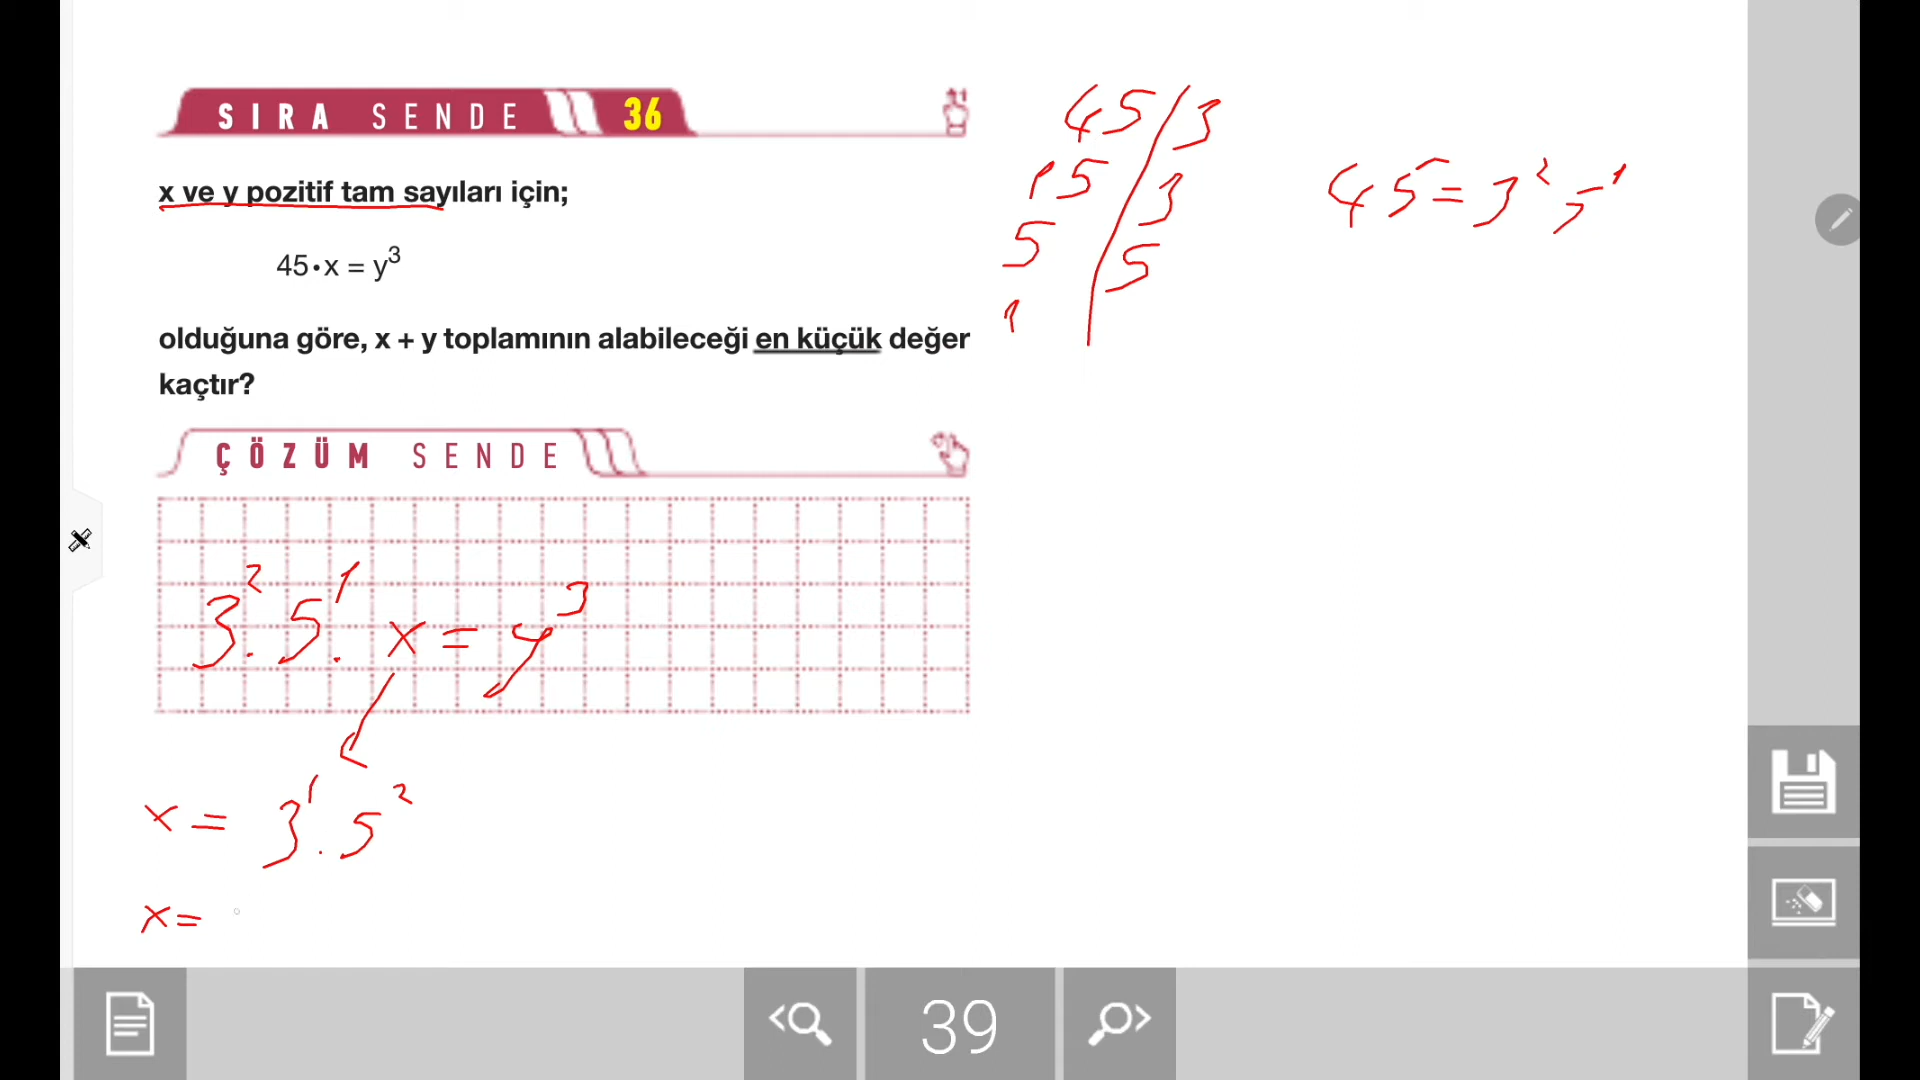 SIRA SENDE 36
x ve y pozitif tam sayıları için;
45·x = y³
olduğuna göre, x + y toplamının alabileceği en küçük değer
kaçtır?
ÇÖZÜM SENDE
3².5¹.x=y³
x = 3¹.5²
x=
45 3
15 3
5 5
1
45=3² 5¹
39